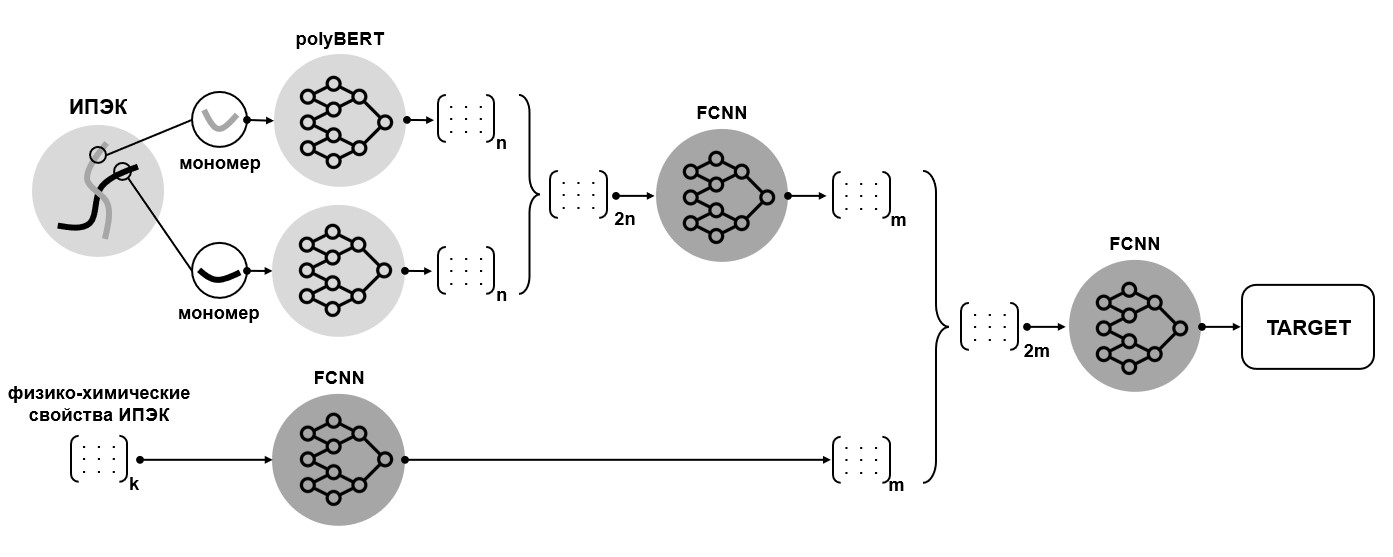 polyBERT
ИПЭК
мономер
n
FCNN
2n
m
мономер
n
FCNN
2m
TARGET
физико-химические
свойства ИПЭК
k
FCNN
m